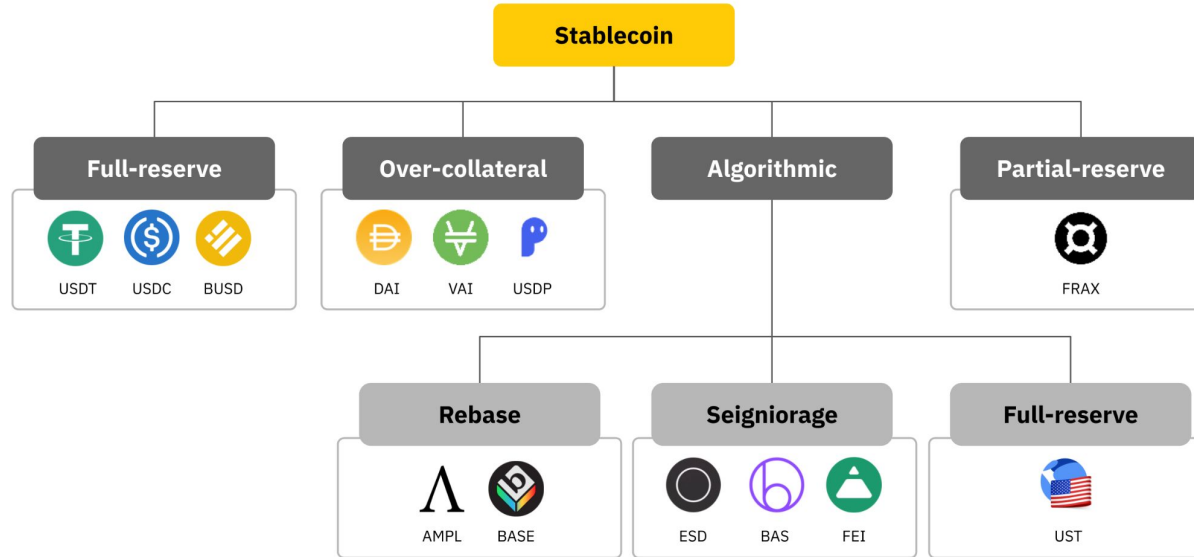 Stablecoin
Full-reserve
Over-collateral
Algorithmic
Partial-reserve
USDT USDC BUSD
DAI VAI USDP
FRAX
Rebase
Seigniorage
Full-reserve
AMPL BASE
ESD BAS FEI
UST